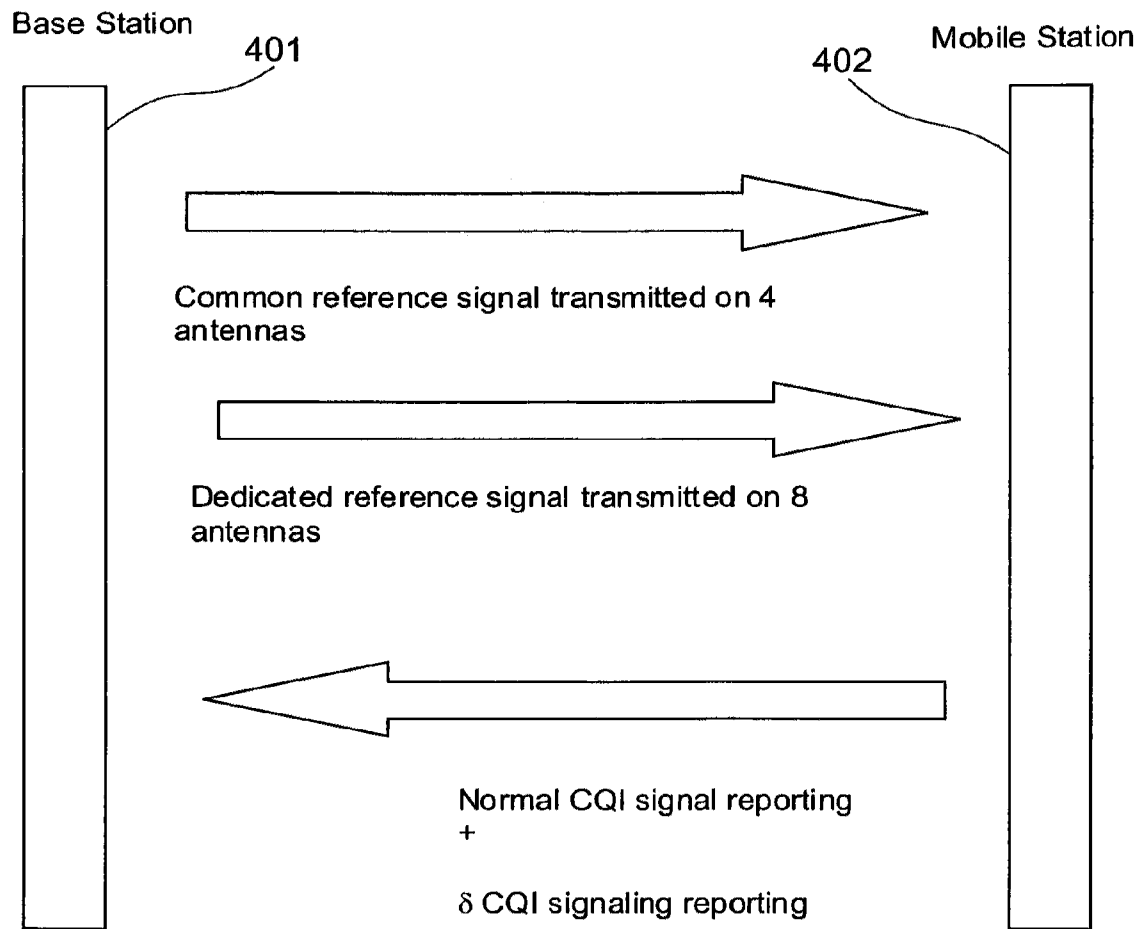 Base Station
401
Mobile Station
402
Common reference signal transmitted on 4
antennas
Dedicated reference signal transmitted on 8
antennas
Normal CQI signal reporting
+
δ CQI signaling reporting